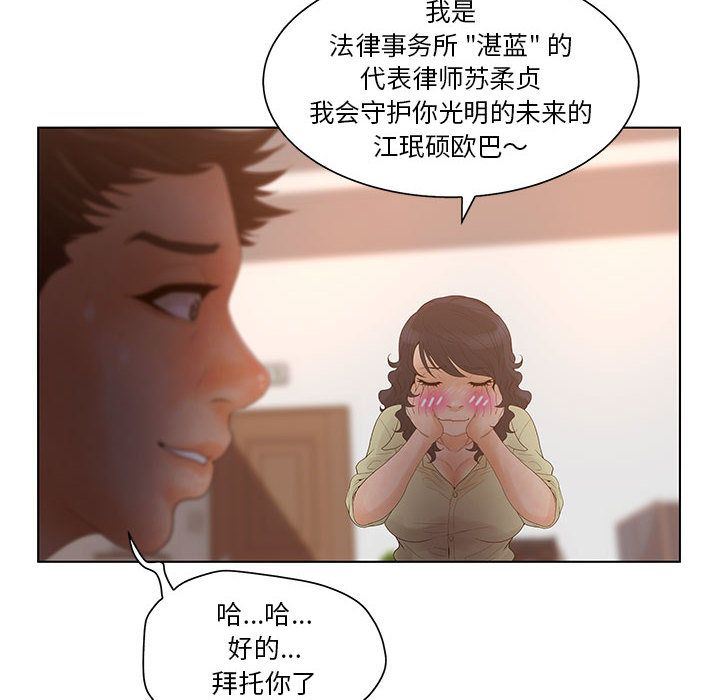 我是
法律事务所 "湛蓝" 的
代表律师苏柔贞
我会守护你光明的未来的
江珉硕欧巴～
哈...哈...
好的...
拜托你了